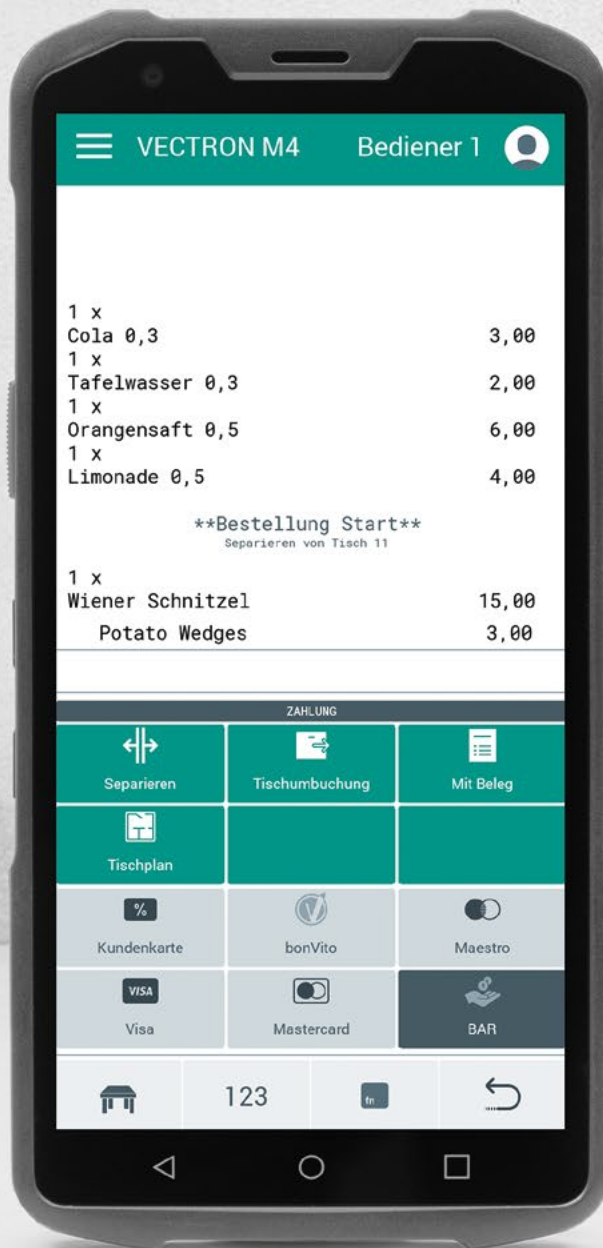 VECTRON M4 Bediener 1
1 x
Cola 0,3 3,00
1 x
Tafelwasser 0,3 2,00
1 x
Orangensaft 0,5 6,00
1 x
Limonade 0,5 4,00
**Bestellung Start**
Separieren von Tisch 11
1 x
Wiener Schnitzel 15,00
Potato Wedges 3,00
ZAHLUNG
Separieren Tischumbuchung Mit Beleg
Tischplan
%
Kundenkarte bonVito Maestro
VISA
Visa Mastercard BAR
123 fn